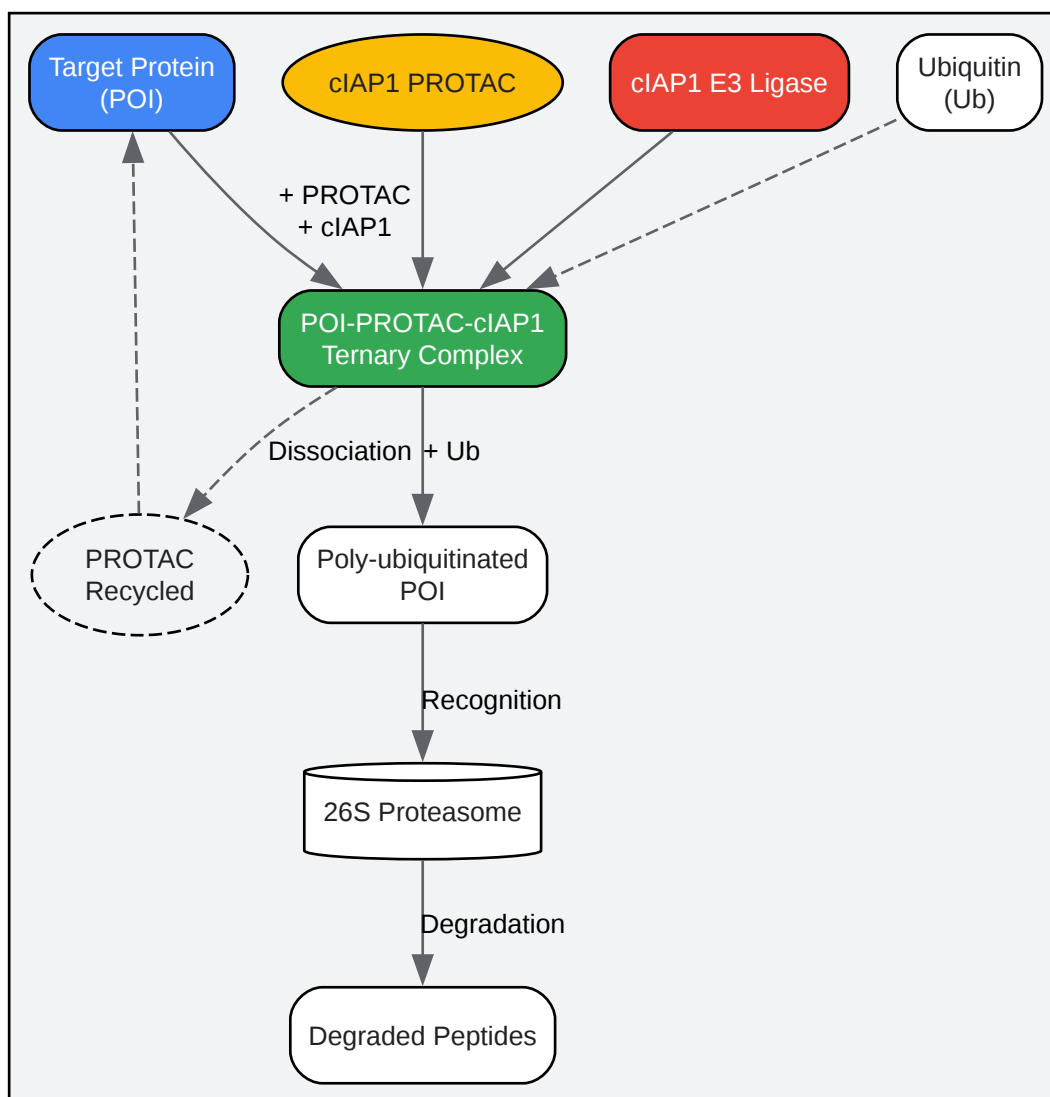 Target Protein
(POI)
cIAP1 PROTAC
cIAP1 E3 Ligase
Ubiquitin
(Ub)
+ PROTAC
+ cIAP1
POI-PROTAC-cIAP1
Ternary Complex
Dissociation
+ Ub
PROTAC
Recycled
Poly-ubiquitinated
POI
Recognition
26S Proteasome
Degradation
Degraded Peptides